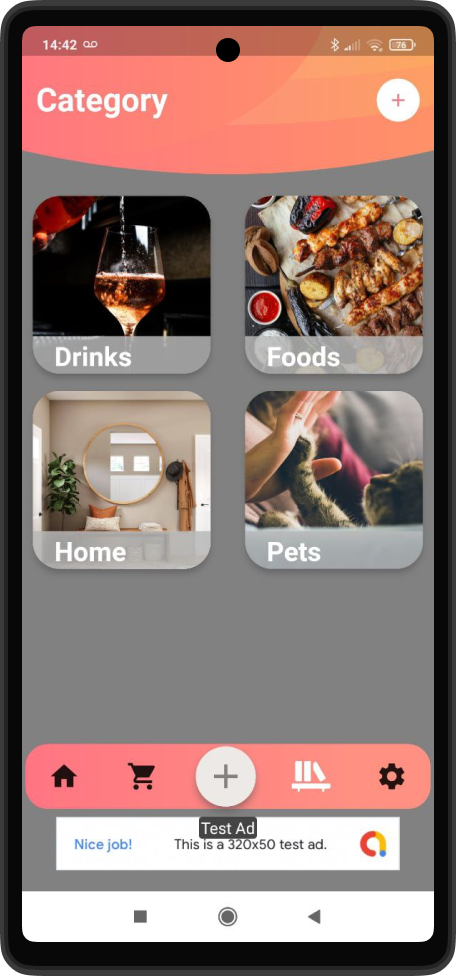 14:42
76
Category
Drinks
Foods
Home
Pets
Test Ad
Nice job!
This is a 320x50 test ad.